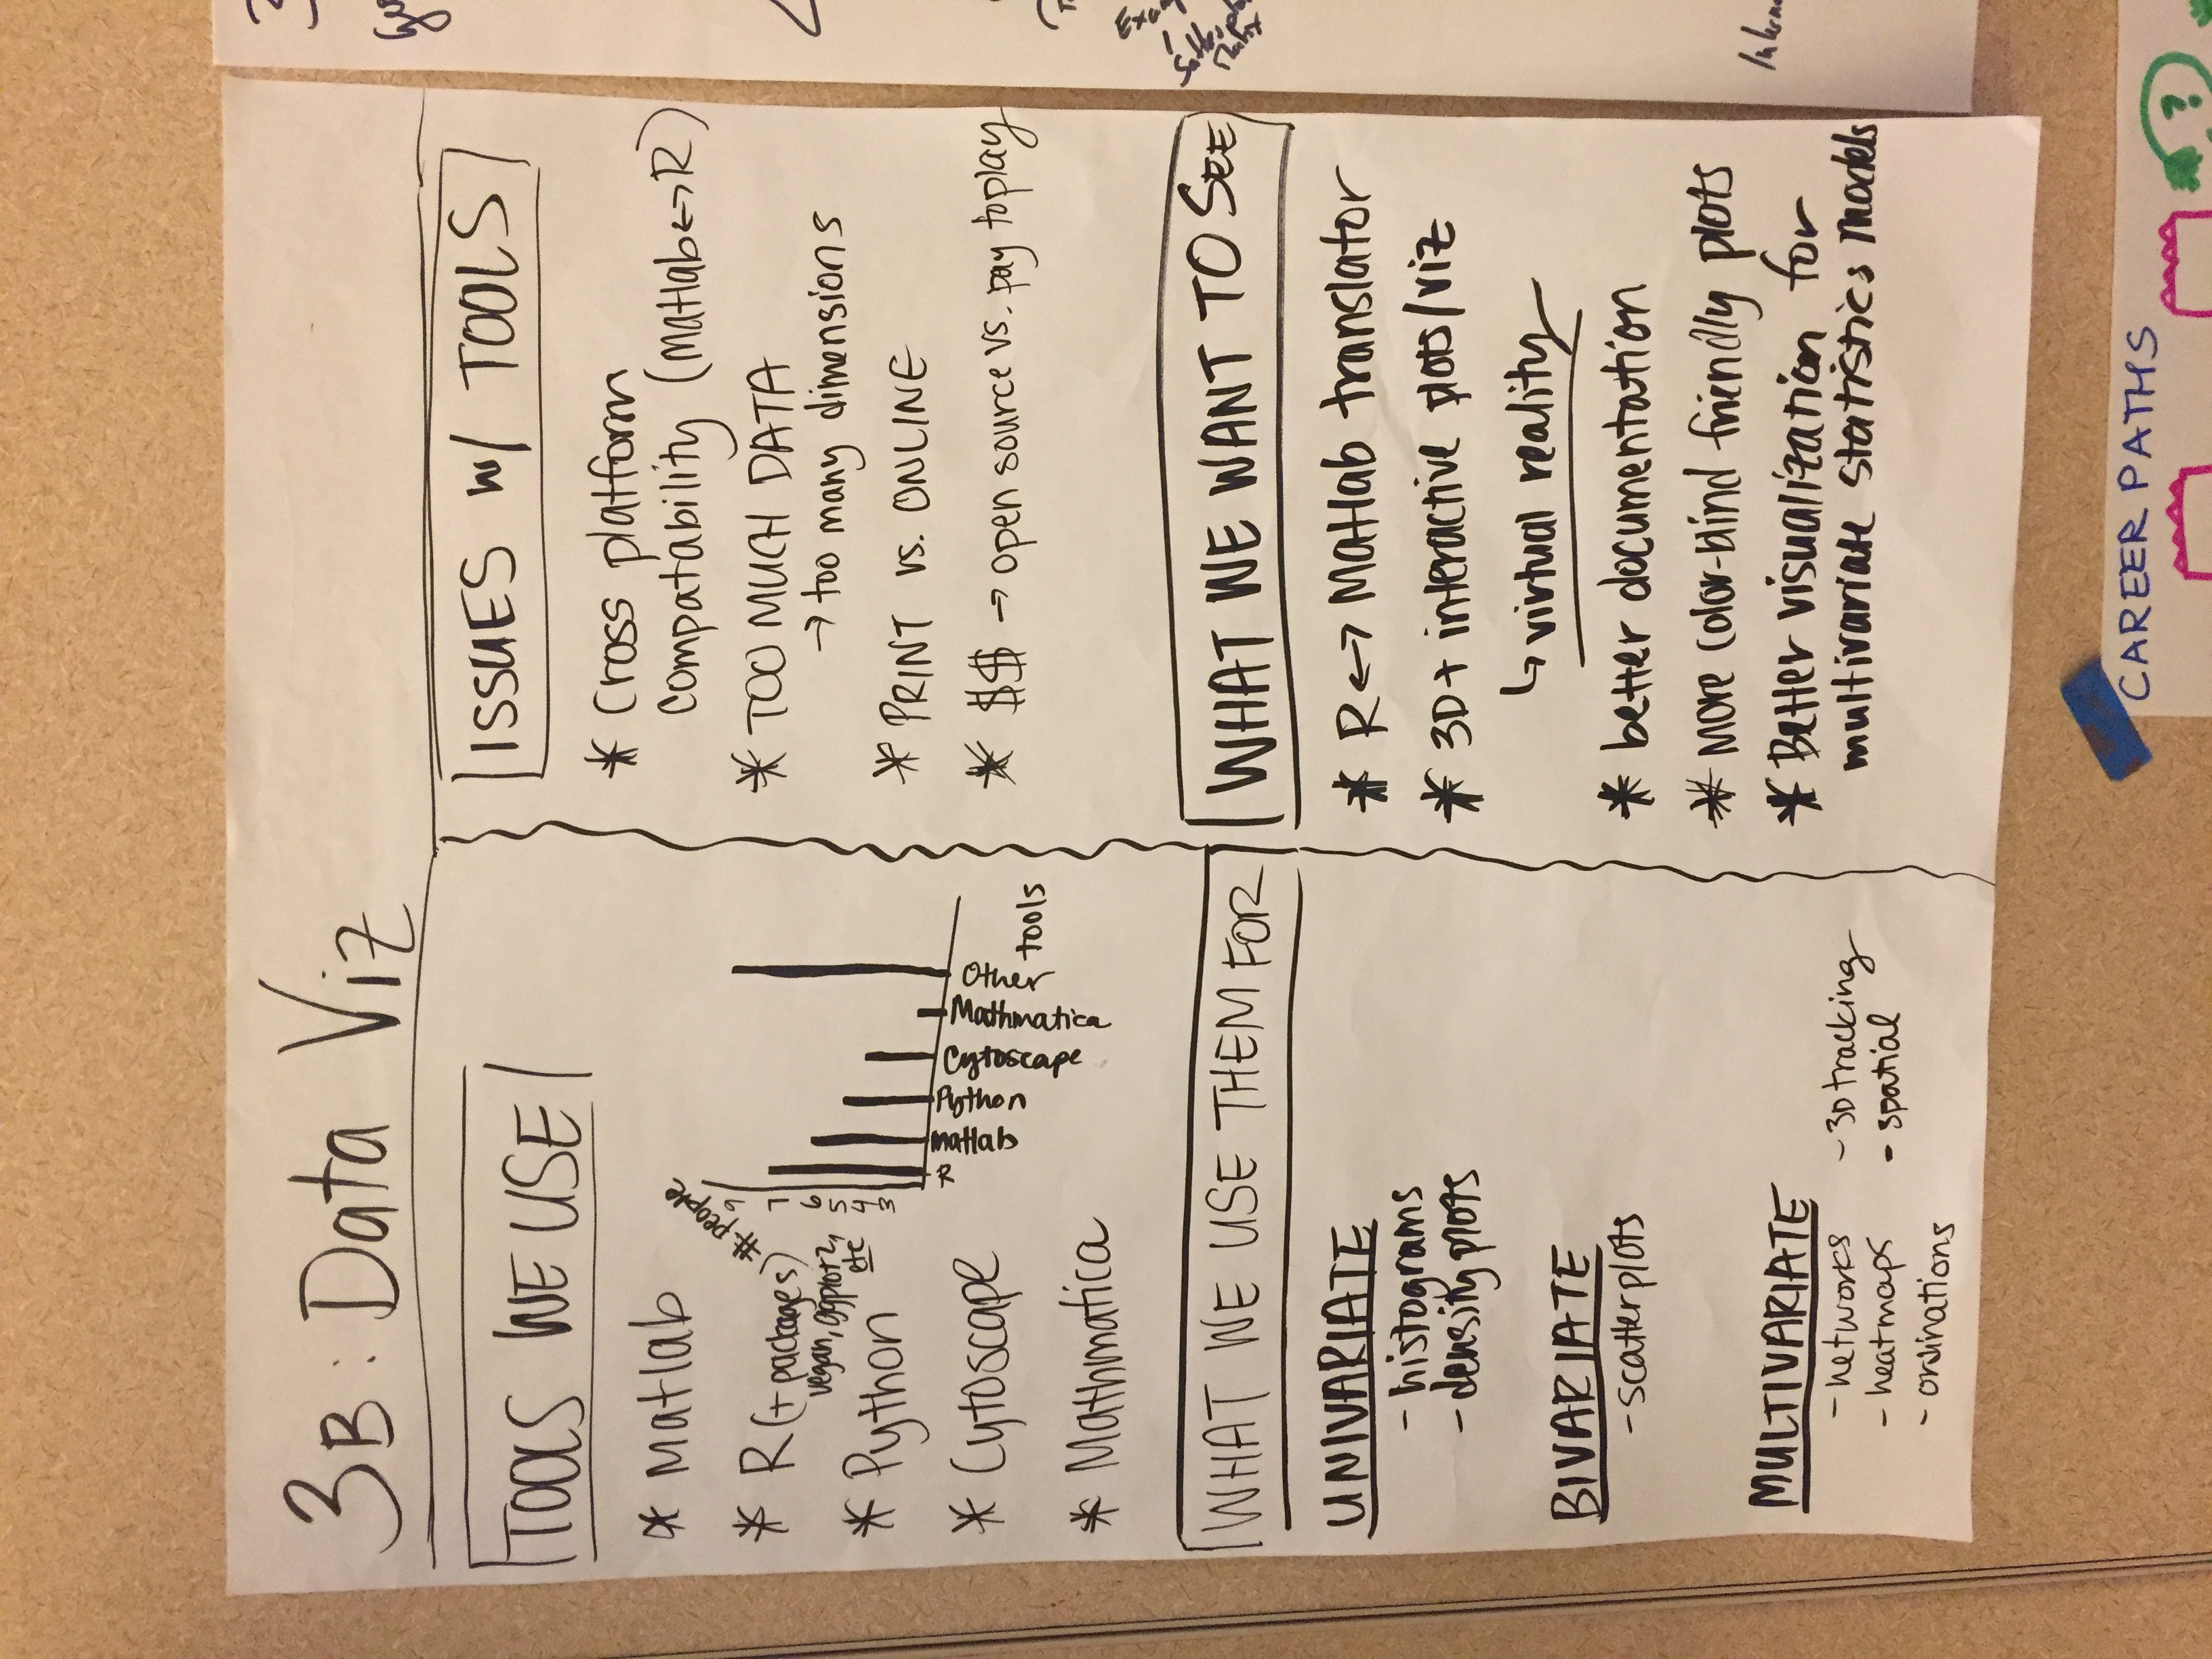 3B: Data Viz
TOOLS WE USE
* Matlab
* R (+ packages)
vegan, ggplot2,
etc
* Python
* Cytoscape
* Mathmatica
# people
9
7
6
5
4
3
R
Matlab
Python
Cytoscape
Mathmatica
Other
tools
ISSUES w/ TOOLS
* Cross platform
compatability (Matlab↔R)
* TOO MUCH DATA
→ too many dimensions
* PRINT vs. ONLINE
* $$ → open source vs. pay to play
WHAT WE USE THEM FOR
UNIVARIATE
- histograms
- density plots
BIVARIATE
- scatterplots
MULTIVARIATE
- networks
- heatmaps
- ordinations
- 3D tracking
- spatial
WHAT WE WANT TO SEE
* R ↔ Matlab translator
* 3D + interactive plots/viz
↳ virtual reality
* better documentation
* More color-blind friendly plots
* Better visualization for
multivariate statistics models
CAREER PATHS
?
3